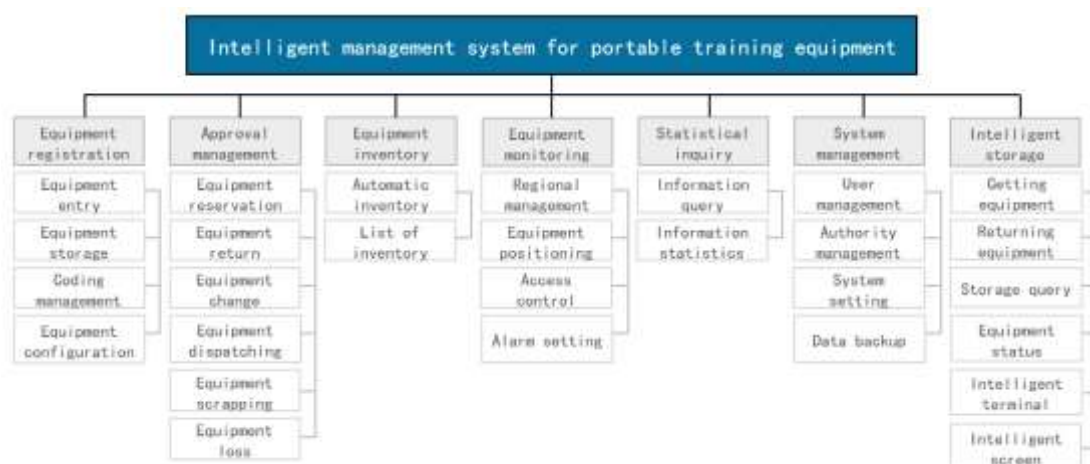 Intelligent management system for portable training equipment
Equipment
registration
Equipment
entry
Equipment
storage
Coding
management
Equipment
configuration
Approval
management
Equipment
reservation
Equipment
return
Equipment
change
Equipment
dispatching
Equipment
scrapping
Equipment
loss
Equipment
inventory
Automatic
inventory
List of
inventory
Equipment
monitoring
Regional
management
Equipment
positioning
Access
control
Alarm setting
Statistical
inquiry
Information
query
Information
statistics
System
management
User
management
Authority
management
System
setting
Data backup
Intelligent
storage
Getting
equipment
Returning
equipment
Storage query
Equipment
status
Intelligent
terminal
Intelligent
screen